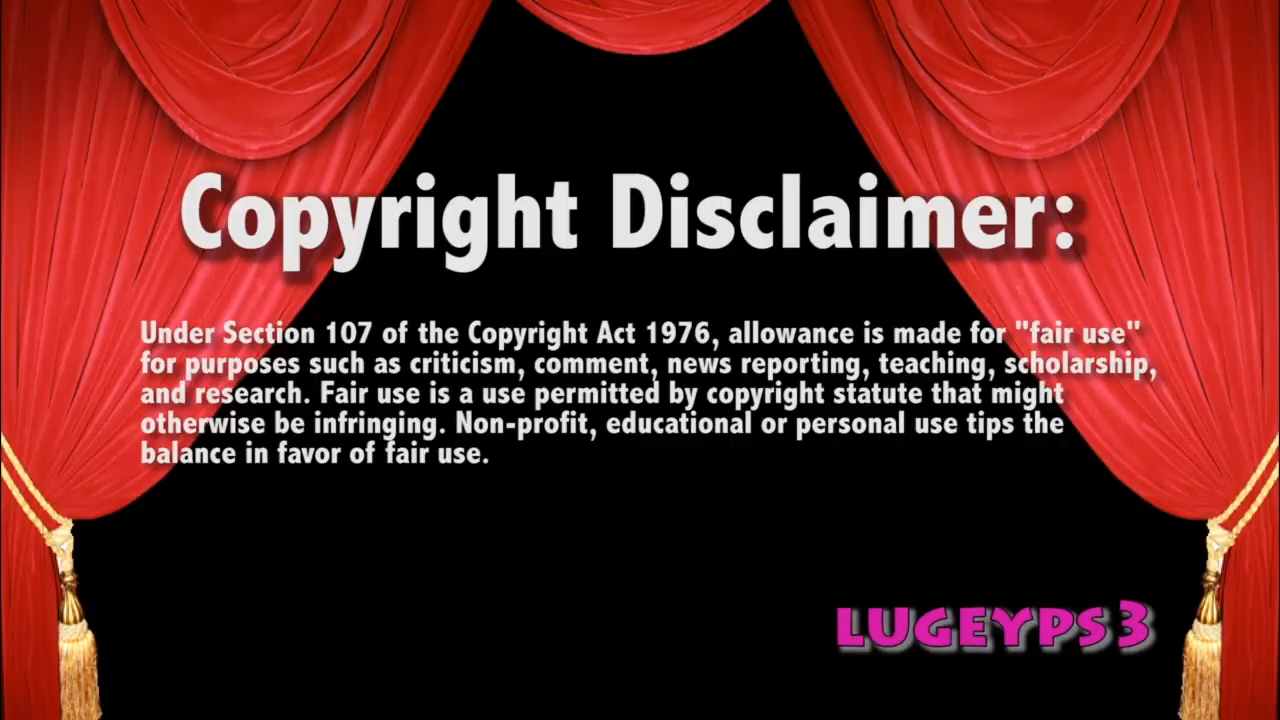 Copyright Disclaimer:
Under Section 107 of the Copyright Act 1976, allowance is made for "fair use"
for purposes such as criticism, comment, news reporting, teaching, scholarship,
and research. Fair use is a use permitted by copyright statute that might
otherwise be infringing. Non-profit, educational or personal use tips the
balance in favor of fair use.
LUGEYPS 3